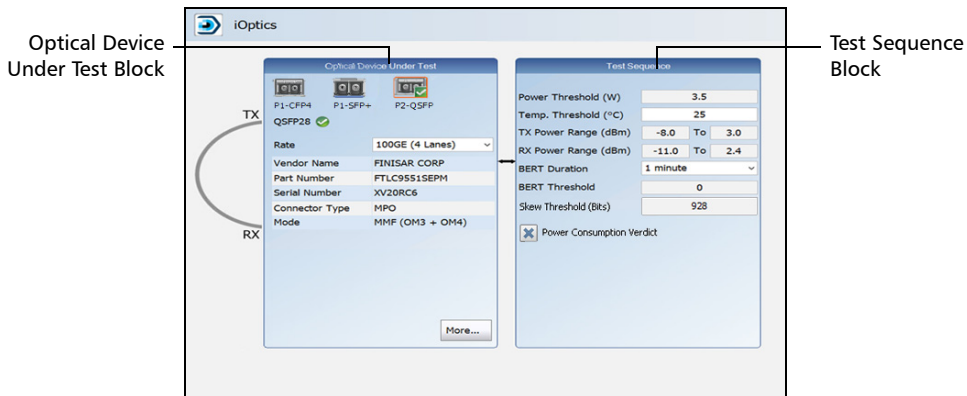 iOptics
Optical Device
Under Test Block
Test Sequence
Block
Optical Device Under Test
P1-CFP4 P1-SFP+ P2-QSFP
QSFP28
TX
RX
Rate 100GE (4 Lanes)
Vendor Name FINISAR CORP
Part Number FTLC9551SEPM
Serial Number XV20RC6
Connector Type MPO
Mode MMF (OM3 + OM4)
More...
Test Sequence
Power Threshold (W) 3.5
Temp. Threshold (°C) 25
TX Power Range (dBm) -8.0 To 3.0
RX Power Range (dBm) -11.0 To 2.4
BERT Duration 1 minute
BERT Threshold 0
Skew Threshold (Bits) 928
Power Consumption Verdict